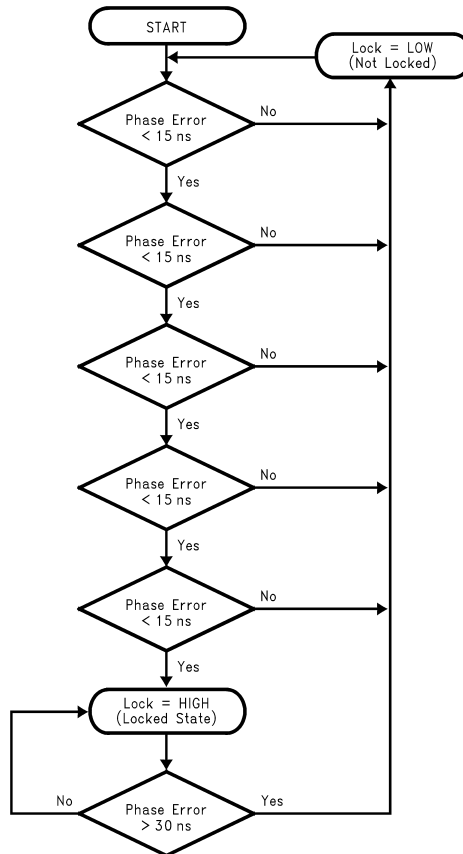 START
Lock = LOW
(Not Locked)
Phase Error
< 15 ns
No
Yes
Phase Error
< 15 ns
No
Yes
Phase Error
< 15 ns
No
Yes
Phase Error
< 15 ns
No
Yes
Phase Error
< 15 ns
No
Yes
Lock = HIGH
(Locked State)
No
Phase Error
> 30 ns
Yes